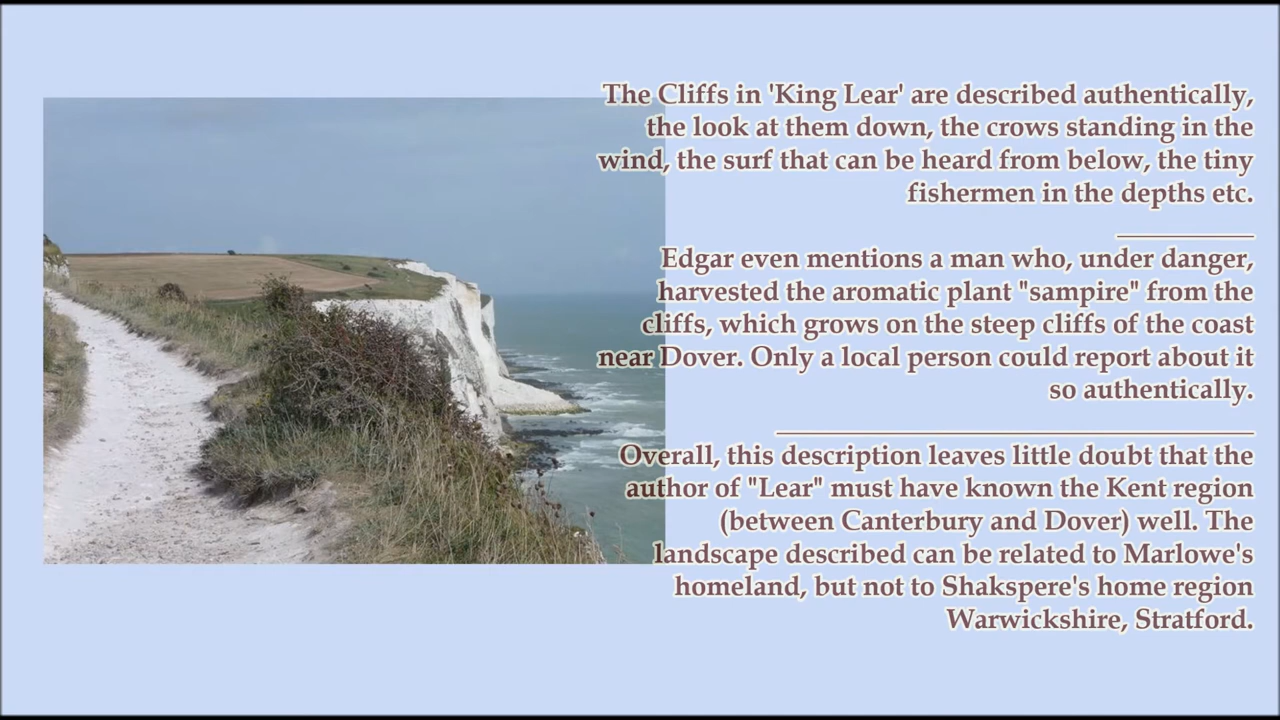 The Cliffs in 'King Lear' are described authentically,
the look at them down, the crows standing in the
wind, the surf that can be heard from below, the tiny
fishermen in the depths etc.
Edgar even mentions a man who, under danger,
harvested the aromatic plant "sampire" from the
cliffs, which grows on the steep cliffs of the coast
near Dover. Only a local person could report about it
so authentically.
Overall, this description leaves little doubt that the
author of "Lear" must have known the Kent region
(between Canterbury and Dover) well. The
landscape described can be related to Marlowe's
homeland, but not to Shakspere's home region
Warwickshire, Stratford.